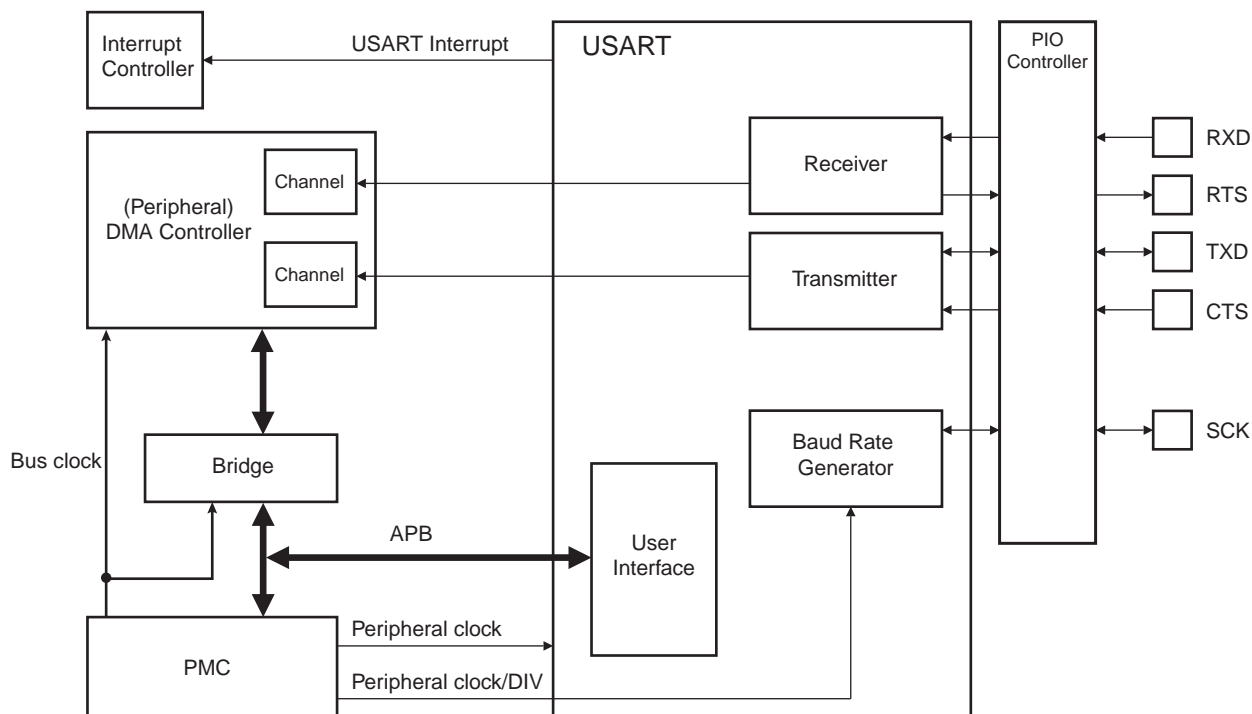 Interrupt
Controller
USART Interrupt
USART
PIO
Controller
Receiver
RXD
(Peripheral)
DMA Controller
Channel
RTS
Channel
Transmitter
TXD
CTS
Bus clock
Bridge
Baud Rate
Generator
SCK
APB
User
Interface
PMC
Peripheral clock
Peripheral clock/DIV